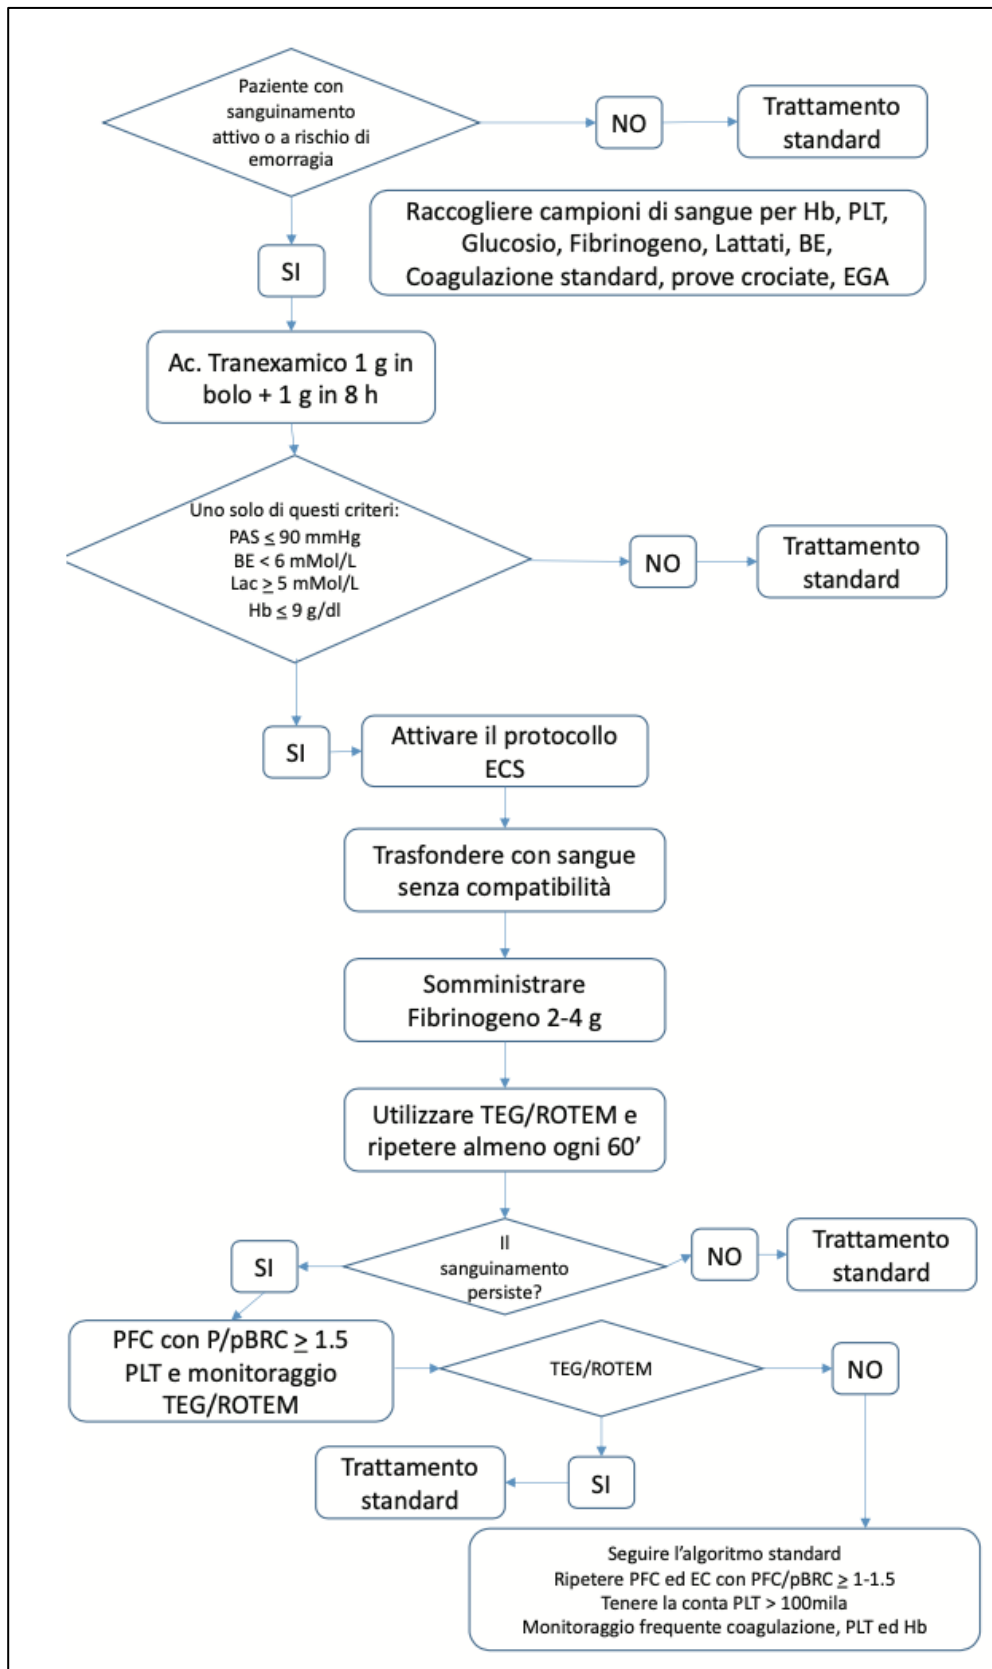 Paziente con
sanguinamento
attivo o a rischio di
emorragia
NO
Trattamento
standard
Raccogliere campioni di sangue per Hb, PLT,
Glucosio, Fibrinogeno, Lattati, BE,
Coagulazione standard, prove crociate, EGA
SI
Ac. Tranexamico 1 g in
bolo + 1 g in 8 h
Uno solo di questi criteri:
PAS ≤ 90 mmHg
BE < 6 mMol/L
Lac ≥ 5 mMol/L
Hb ≤ 9 g/dl
NO
Trattamento
standard
SI
Attivare il protocollo
ECS
Trasfondere con sangue
senza compatibilità
Somministrare
Fibrinogeno 2-4 g
Utilizzare TEG/ROTEM e
ripetere almeno ogni 60’
Il
sanguinamento
persiste?
NO
Trattamento
standard
SI
PFC con P/pBRC ≥ 1.5
PLT e monitoraggio
TEG/ROTEM
TEG/ROTEM
NO
SI
Trattamento
standard
Seguire l’algoritmo standard
Ripetere PFC ed EC con PFC/pBRC ≥ 1-1.5
Tenere la conta PLT > 100mila
Monitoraggio frequente coagulazione, PLT ed Hb